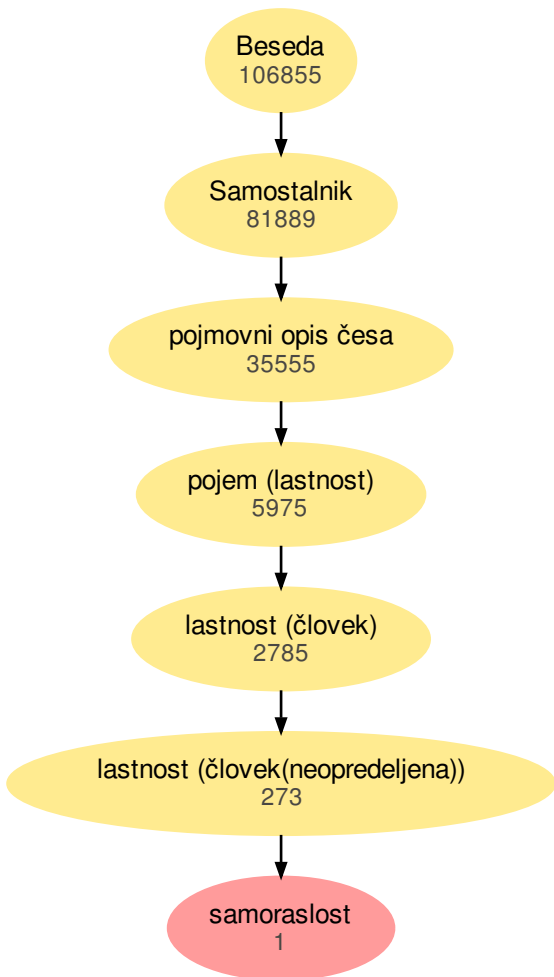 Beseda
106855
Samostalnik
81889
pojmovni opis česa
35555
pojem (lastnost)
5975
lastnost (človek)
2785
lastnost (človek(neopredeljena))
273
samoraslost
1